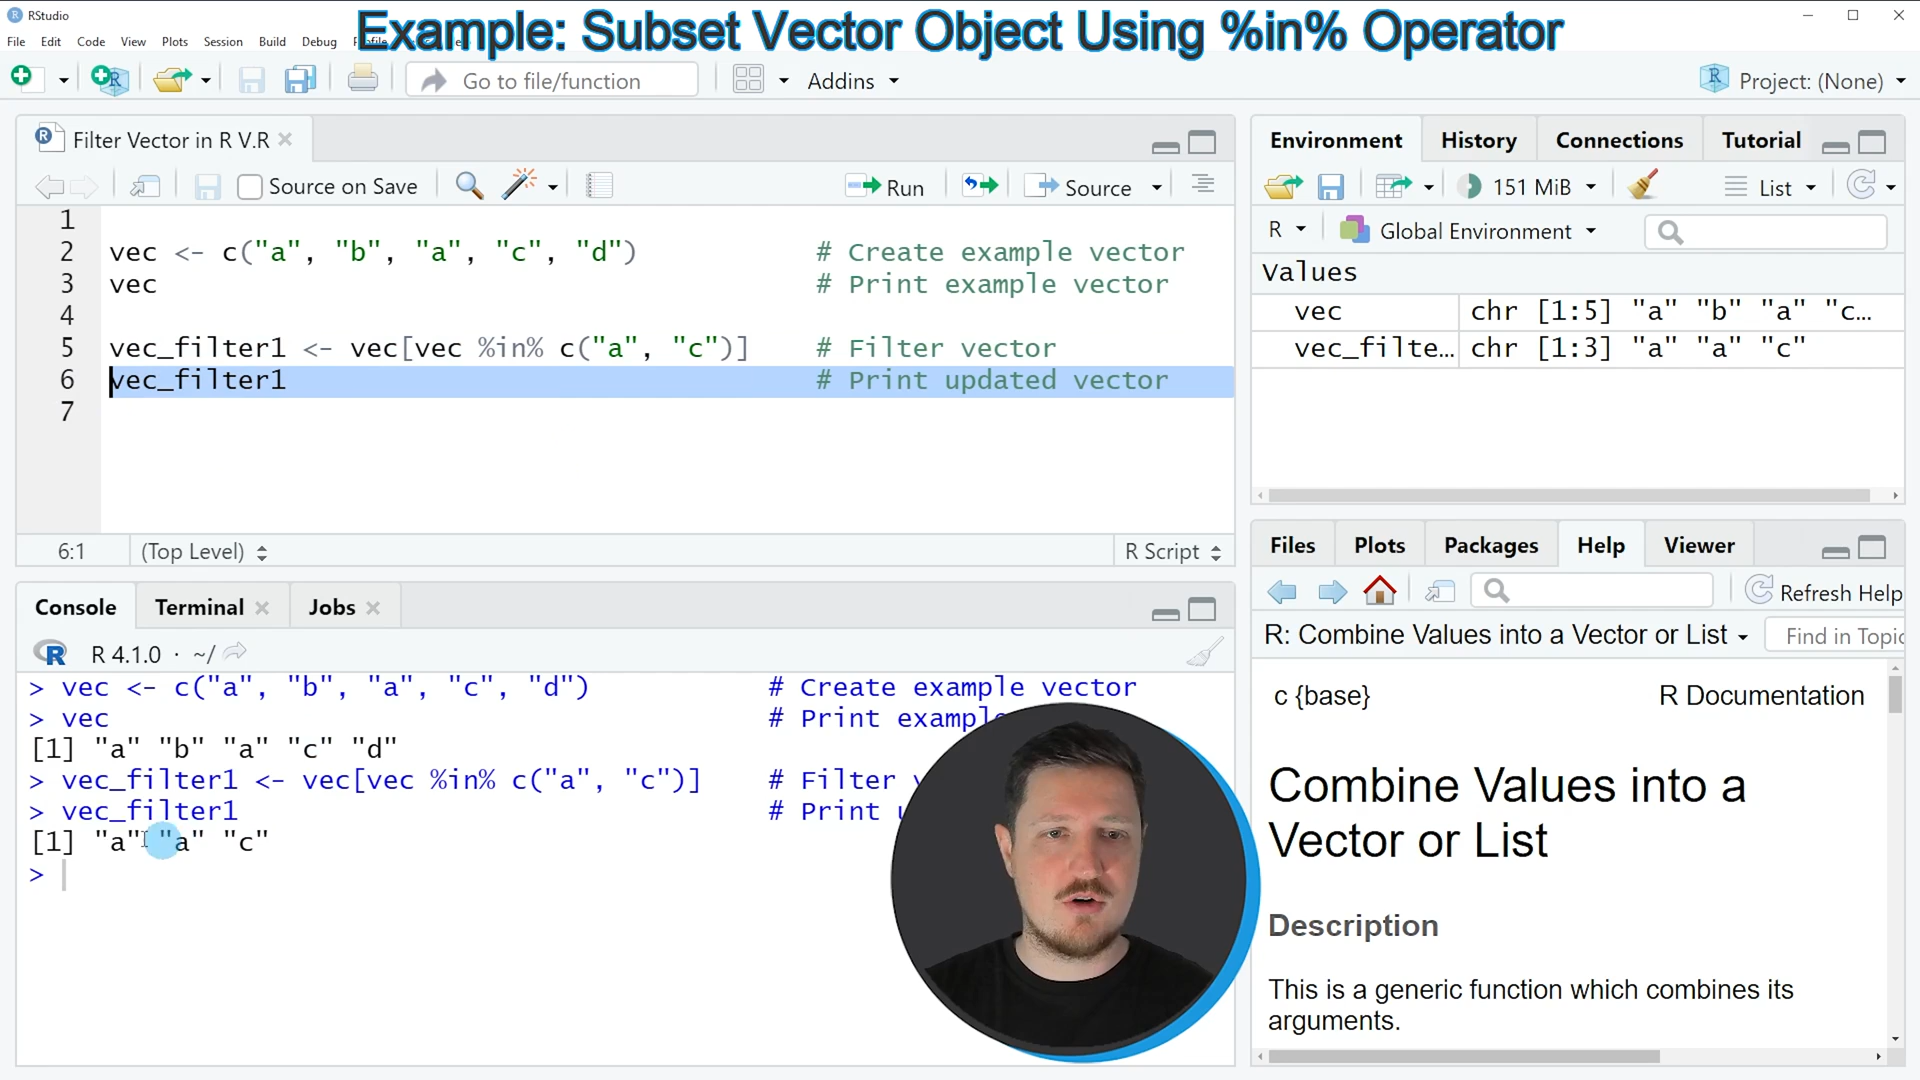 RStudio
Example: Subset Vector Object Using %in% Operator
File Edit Code View Plots Session Build Debug
Go to file/function
Addins
Project: (None)
Filter Vector in R V.R
Source on Save
Run
Source
1
2 vec <- c("a", "b", "a", "c", "d") # Create example vector
3 vec # Print example vector
4
5 vec_filter1 <- vec[vec %in% c("a", "c")] # Filter vector
6 vec_filter1 # Print updated vector
7
6:1 (Top Level) R Script
Console Terminal Jobs
R 4.1.0 · ~/
> vec <- c("a", "b", "a", "c", "d") # Create example vector
> vec # Print examp
[1] "a" "b" "a" "c" "d"
> vec_filter1 <- vec[vec %in% c("a", "c")] # Filter
> vec_filter1 # Print
[1] "a" "a" "c"
>
Environment History Connections Tutorial
151 MiB List
R Global Environment
Values
vec chr [1:5] "a" "b" "a" "c…
vec_filte… chr [1:3] "a" "a" "c"
Files Plots Packages Help Viewer
Refresh Help
R: Combine Values into a Vector or List Find in Topic
c {base} R Documentation
Combine Values into a
Vector or List
Description
This is a generic function which combines its
arguments.